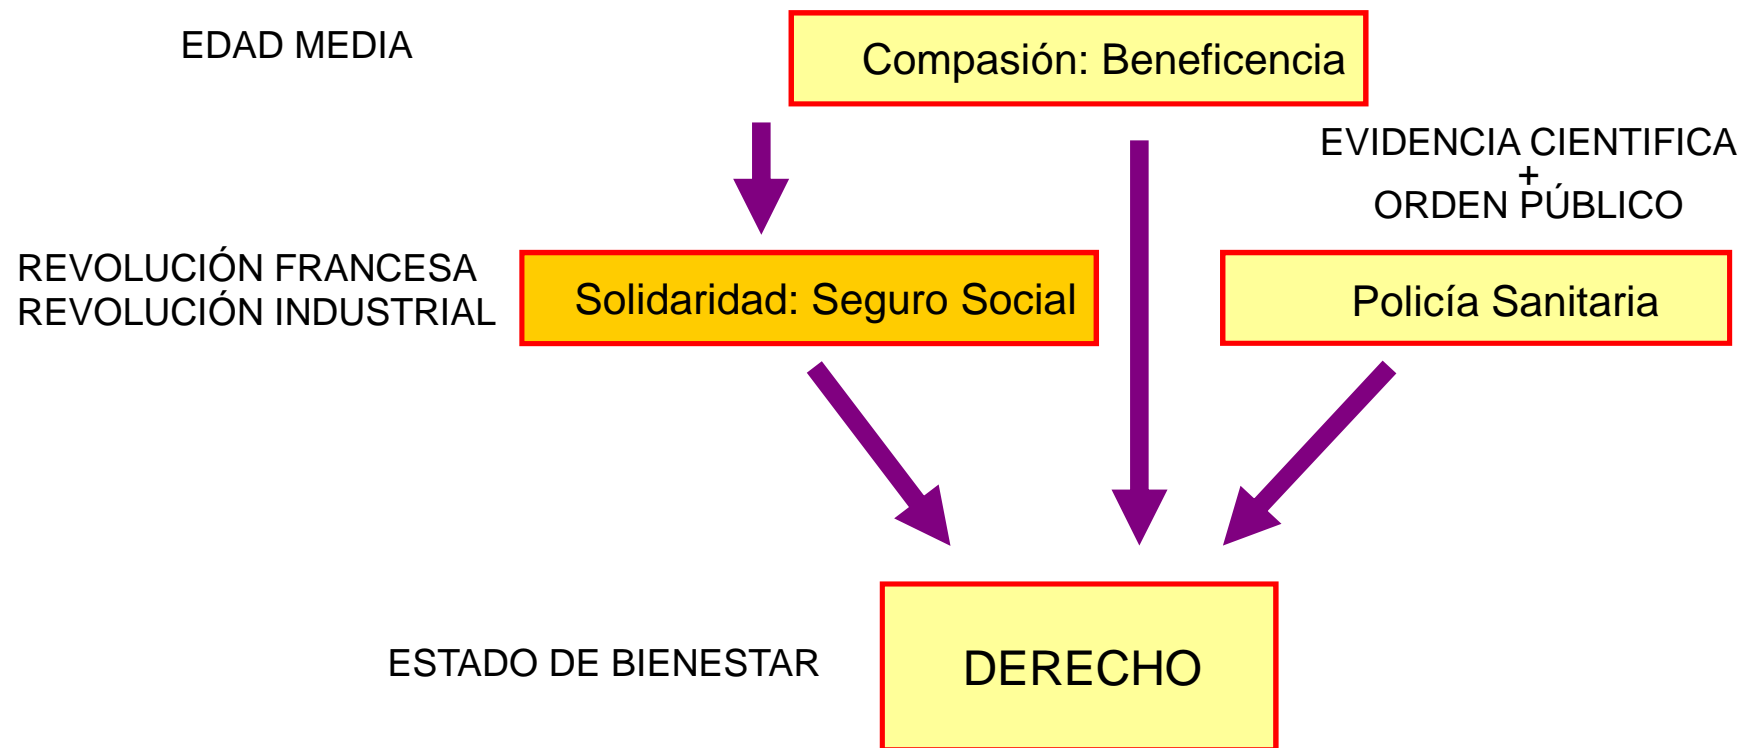 EDAD MEDIA
Compasión: Beneficencia
EVIDENCIA CIENTIFICA
+
ORDEN PÚBLICO
REVOLUCIÓN FRANCESA
REVOLUCIÓN INDUSTRIAL
Solidaridad: Seguro Social
Policía Sanitaria
ESTADO DE BIENESTAR
DERECHO